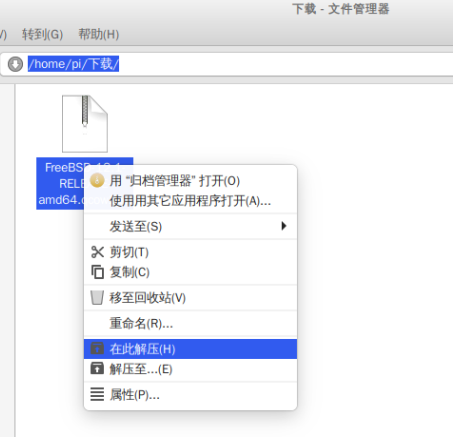 下载 - 文件管理器
/) 转到(G) 帮助(H)
/home/pi/下载/
FreeBSD
RELE
amd64.
用 “归档管理器” 打开(O)
使用用其它应用程序打开(A)...
发送至(S)
剪切(T)
复制(C)
移至回收站(V)
重命名(R)...
在此解压(H)
解压至...(E)
属性(P)...